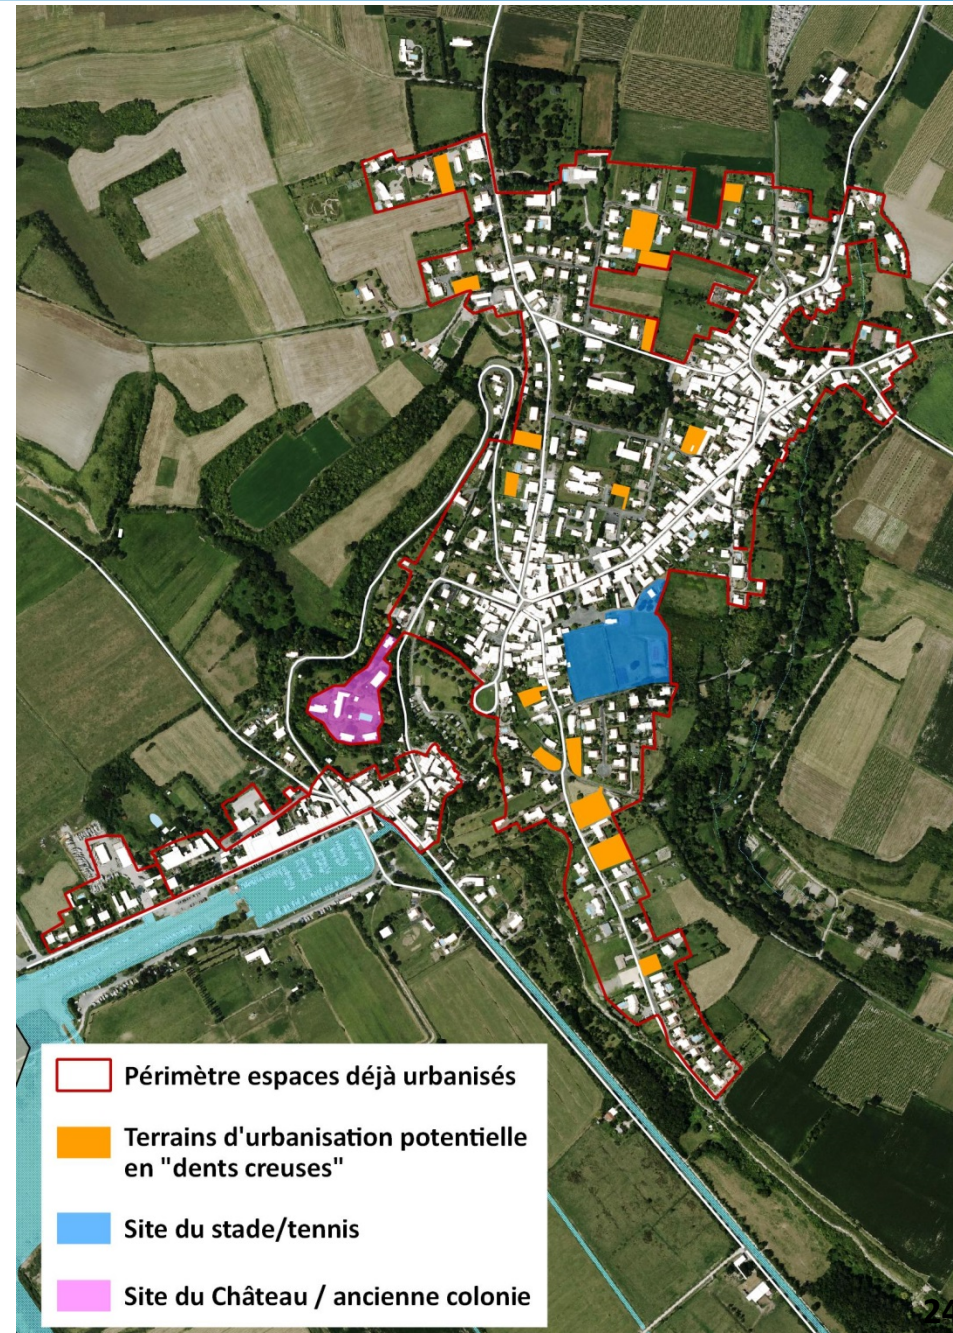 Périmètre espaces déjà urbanisés
Terrains d'urbanisation potentielle
en "dents creuses"
Site du stade/tennis
Site du Château / ancienne colonie
24